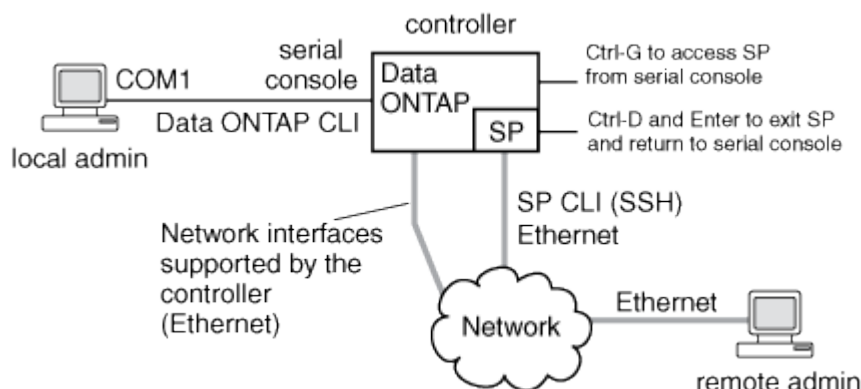 controller
serial
console
COM1
Data ONTAP CLI
local admin
Data
ONTAP
SP
Ctrl-G to access SP
from serial console
Ctrl-D and Enter to exit SP
and return to serial console
Network interfaces
supported by the
controller
(Ethernet)
SP CLI (SSH)
Ethernet
Network
Ethernet
remote admin